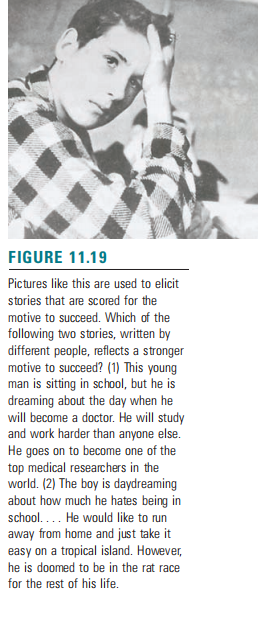 FIGURE 11.19
Pictures like this are used to elicit
stories that are scored for the
motive to succeed. Which of the
following two stories, written by
different people, reflects a stronger
motive to succeed? (1) This young
man is sitting in school, but he is
dreaming about the day when he
will become a doctor. He will study
and work harder than anyone else.
He goes on to become one of the
top medical researchers in the
world. (2) The boy is daydreaming
about how much he hates being in
school. . . . He would like to run
away from home and just take it
easy on a tropical island. However,
he is doomed to be in the rat race
for the rest of his life.